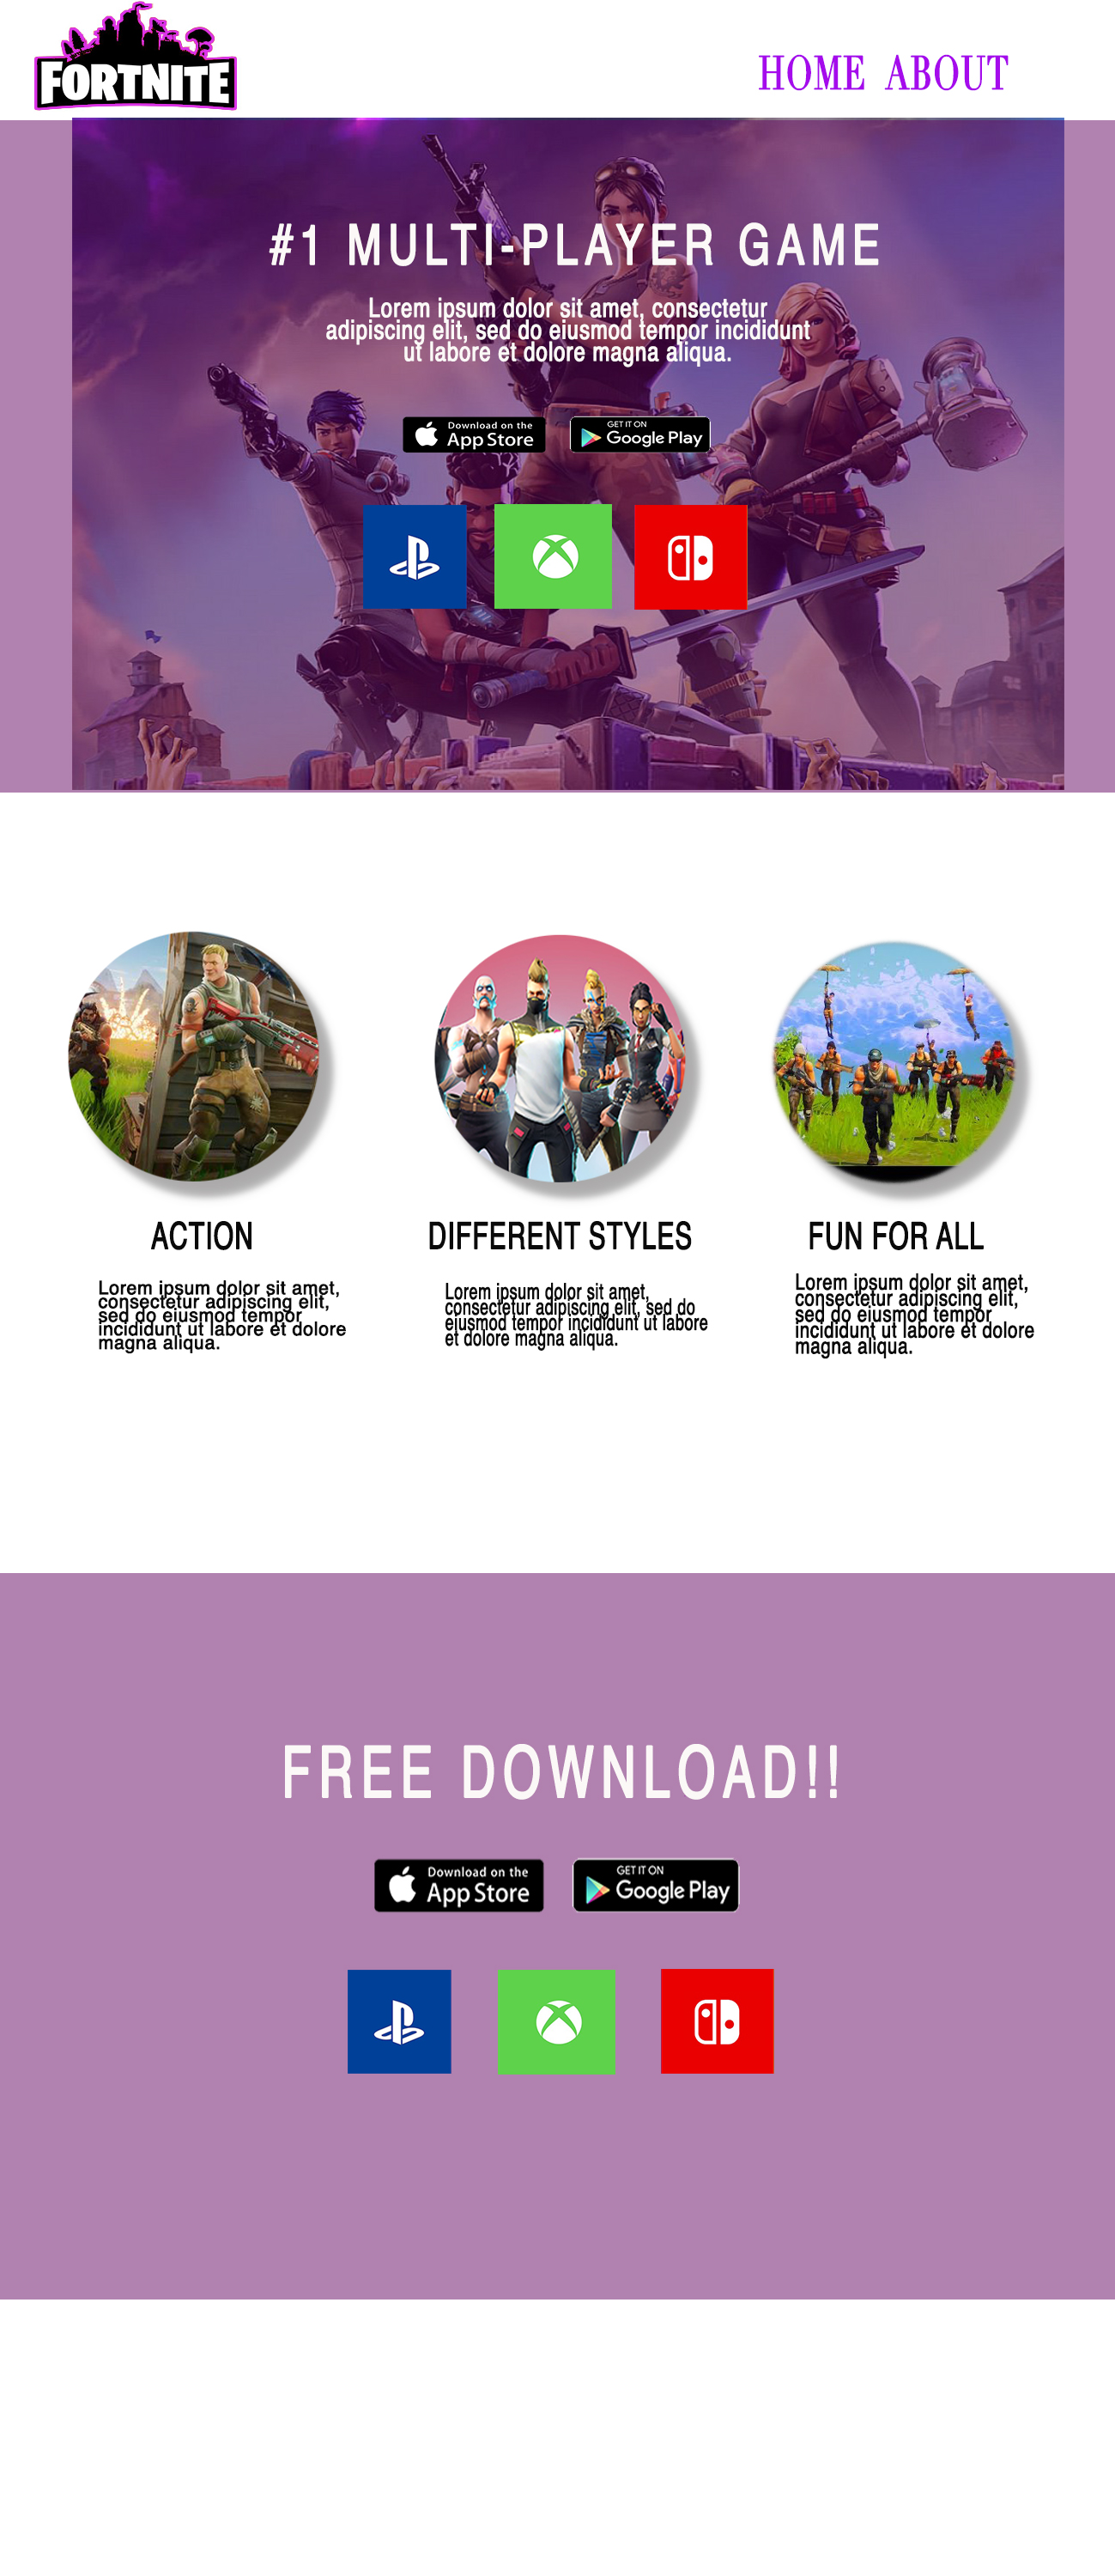 FORTNITE
HOME ABOUT
#1 MULTI-PLAYER GAME
Lorem ipsum dolor sit amet, consectetur
adipiscing elit, sed do eiusmod tempor incididunt
ut labore et dolore magna aliqua.
Download on the
App Store
GET IT ON
Google Play
ACTION
Lorem ipsum dolor sit amet,
consectetur adipiscing elit,
sed do eiusmod tempor
incididunt ut labore et dolore
magna aliqua.
DIFFERENT STYLES
Lorem ipsum dolor sit amet,
consectetur adipiscing elit, sed do
eiusmod tempor incididunt ut labore
et dolore magna aliqua.
FUN FOR ALL
Lorem ipsum dolor sit amet,
consectetur adipiscing elit,
sed do eiusmod tempor
incididunt ut labore et dolore
magna aliqua.
FREE DOWNLOAD!!
Download on the
App Store
GET IT ON
Google Play